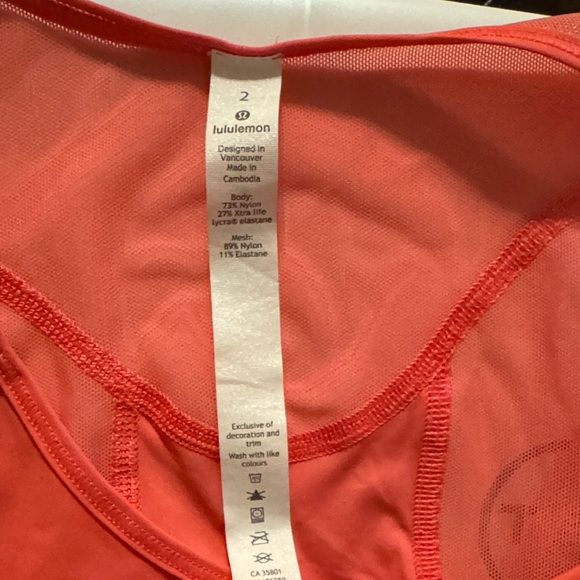 2
lululemon
Designed in
Vancouver
Made in
Cambodia
Body:
73% Nylon
27% Xtra life
lycra® elastane
Mesh:
89% Nylon
11% Elastane
Exclusive of
decoration and
trim
Wash with like
colours
CA 35801